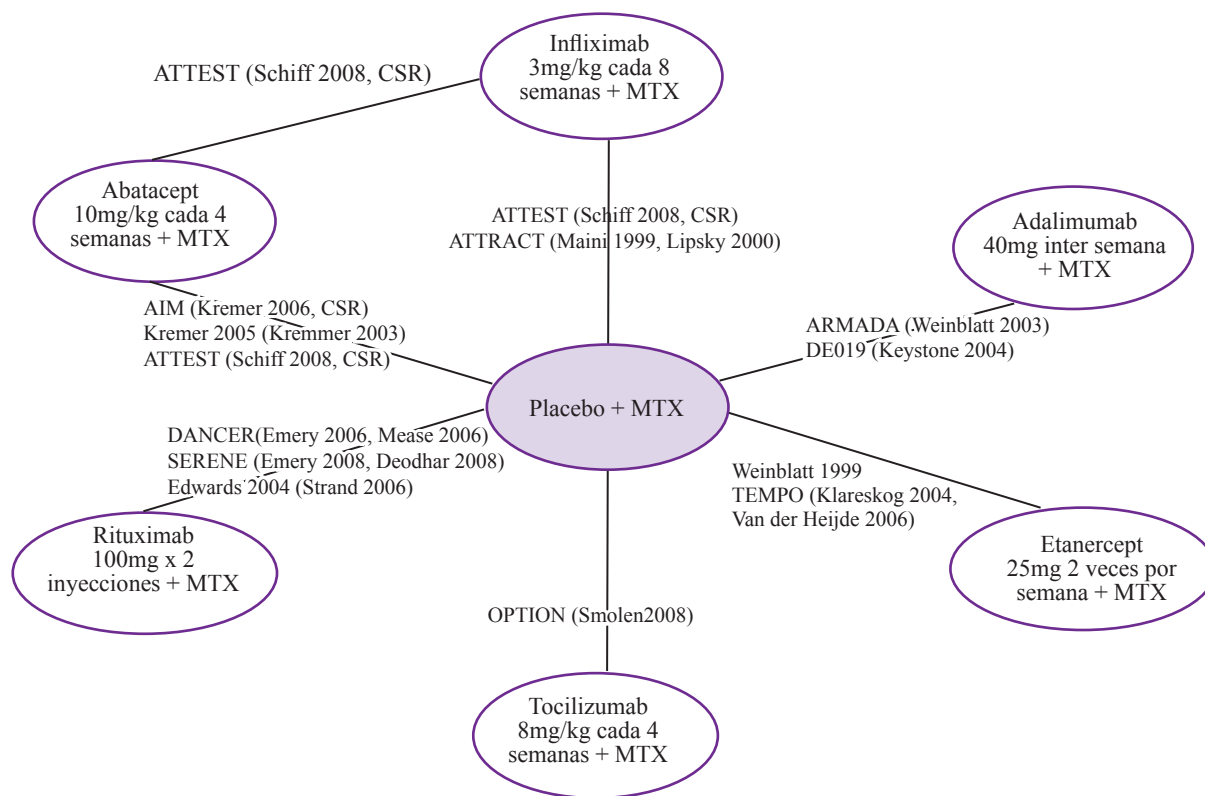 Infliximab
3mg/kg cada 8
semanas + MTX
ATTEST (Schiff 2008, CSR)
Abatacept
10mg/kg cada 4
semanas + MTX
ATTEST (Schiff 2008, CSR)
ATTRACT (Maini 1999, Lipsky 2000)
Adalimumab
40mg inter semana
+ MTX
AIM (Kremer 2006, CSR)
Kremer 2005 (Kremmer 2003)
ATTEST (Schiff 2008, CSR)
ARMADA (Weinblatt 2003)
DE019 (Keystone 2004)
Placebo + MTX
DANCER(Emery 2006, Mease 2006)
SERENE (Emery 2008, Deodhar 2008)
Edwards 2004 (Strand 2006)
Weinblatt 1999
TEMPO (Klareskog 2004,
Van der Heijde 2006)
Rituximab
100mg x 2
inyecciones + MTX
Etanercept
25mg 2 veces por
semana + MTX
OPTION (Smolen2008)
Tocilizumab
8mg/kg cada 4
semanas + MTX